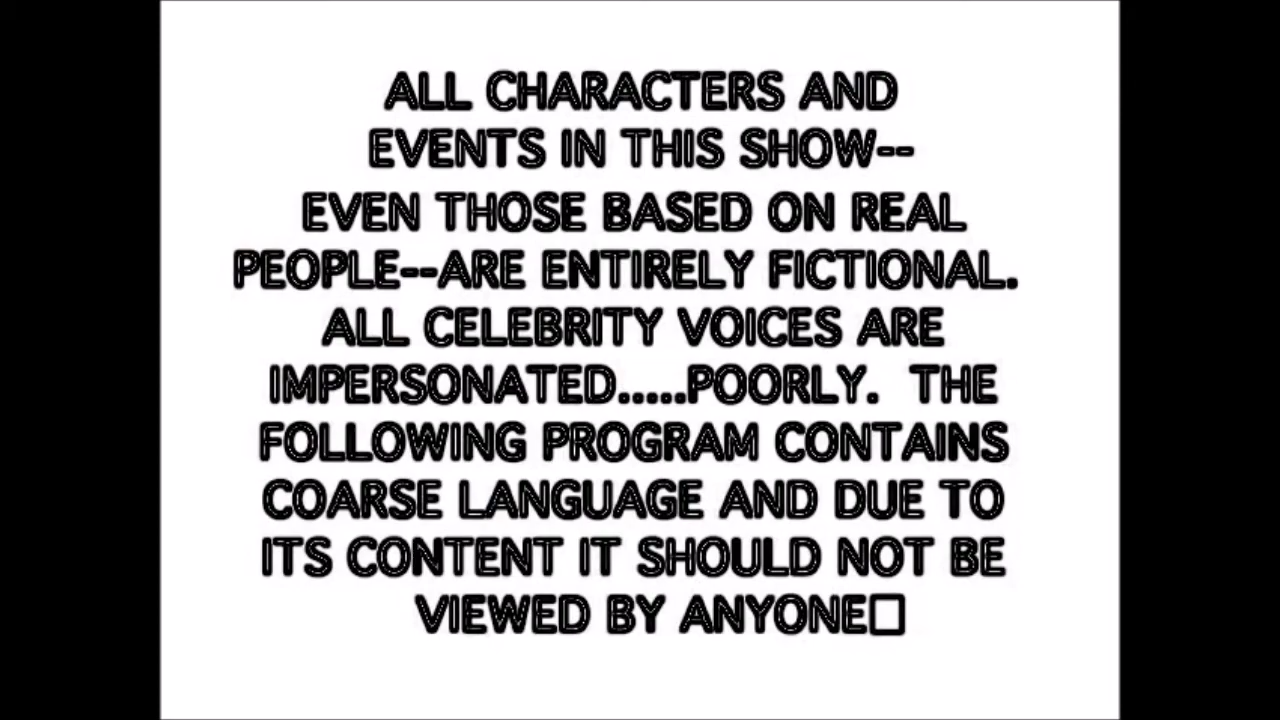 ALL CHARACTERS AND
EVENTS IN THIS SHOW--
EVEN THOSE BASED ON REAL
PEOPLE--ARE ENTIRELY FICTIONAL.
ALL CELEBRITY VOICES ARE
IMPERSONATED.....POORLY.  THE
FOLLOWING PROGRAM CONTAINS
COARSE LANGUAGE AND DUE TO
ITS CONTENT IT SHOULD NOT BE
VIEWED BY ANYONE□